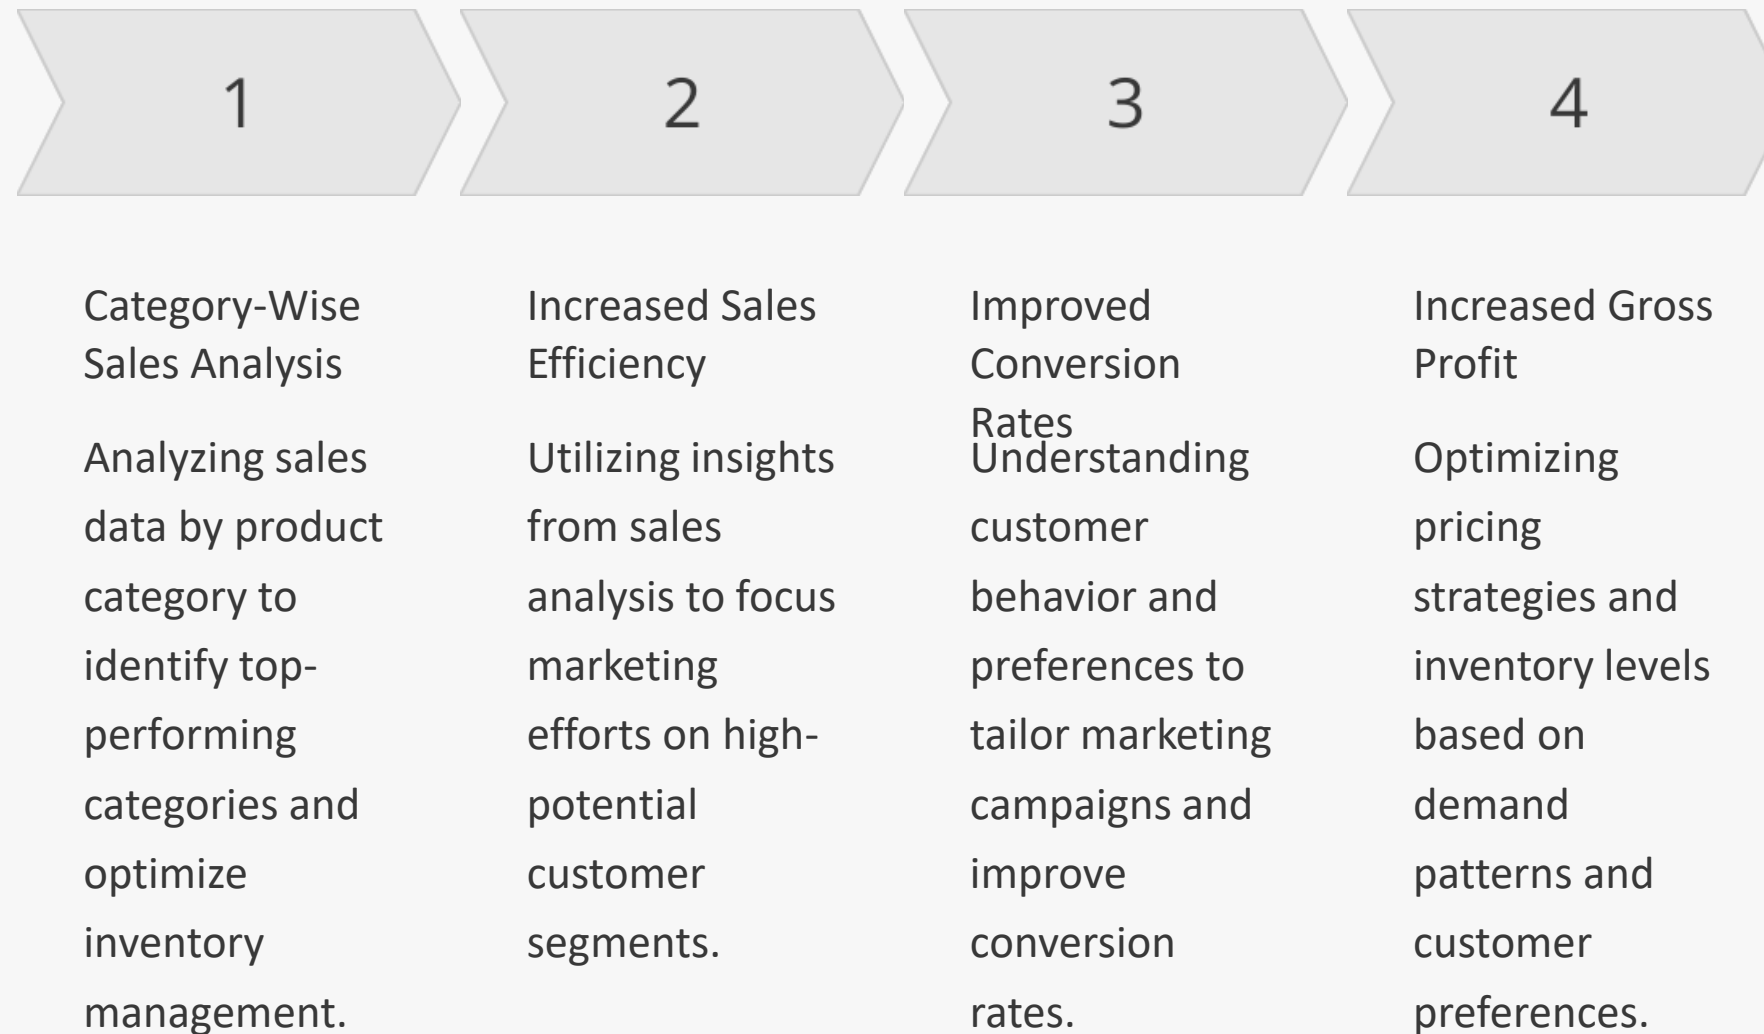 1
2
3
4
Category-Wise
Sales Analysis
Analyzing sales
data by product
category to
identify top-
performing
categories and
optimize
inventory
management.
Increased Sales
Efficiency
Utilizing insights
from sales
analysis to focus
marketing
efforts on high-
potential
customer
segments.
Improved
Conversion
Rates
Understanding
customer
behavior and
preferences to
tailor marketing
campaigns and
improve
conversion
rates.
Increased Gross
Profit
Optimizing
pricing
strategies and
inventory levels
based on
demand
patterns and
customer
preferences.